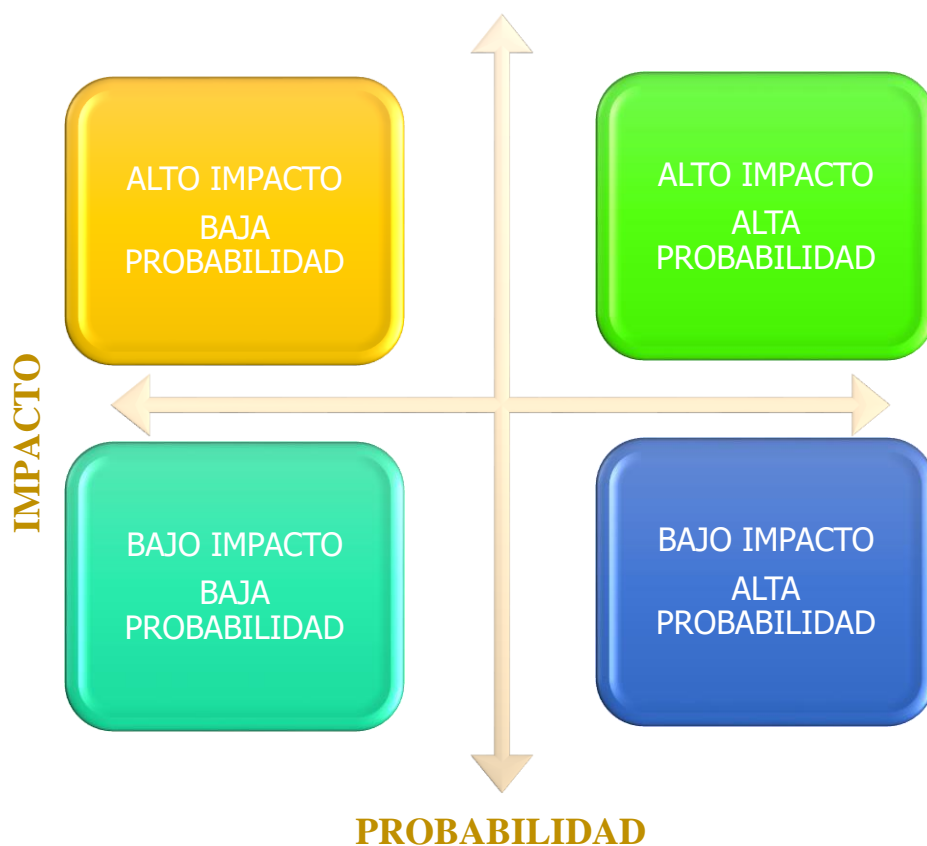 ALTO IMPACTO
BAJA
PROBABILIDAD
ALTO IMPACTO
ALTA
PROBABILIDAD
IMPACTO
BAJO IMPACTO
BAJA
PROBABILIDAD
BAJO IMPACTO
ALTA
PROBABILIDAD
PROBABILIDAD